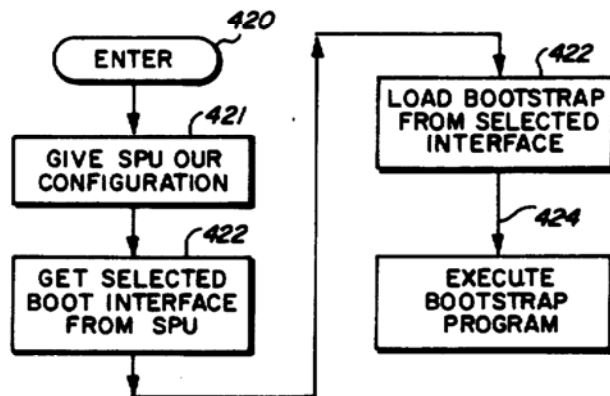 420
ENTER
421
GIVE SPU OUR
CONFIGURATION
422
GET SELECTED
BOOT INTERFACE
FROM SPU
422
LOAD BOOTSTRAP
FROM SELECTED
INTERFACE
424
EXECUTE
BOOTSTRAP
PROGRAM